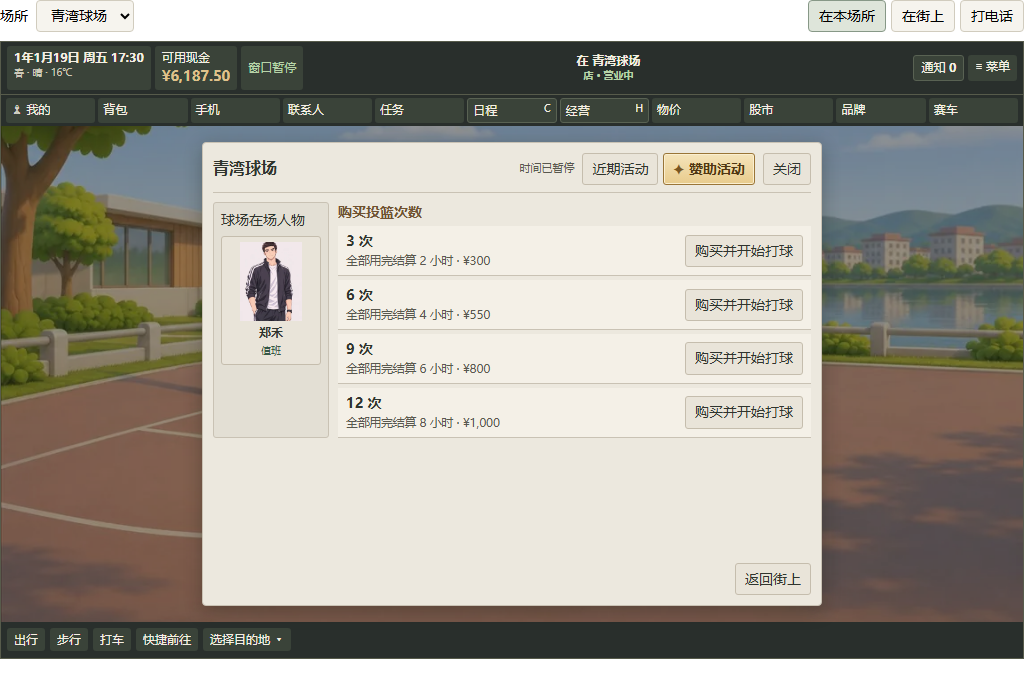 场所 青湾球场 在本场所 在街上 打电话
1年1月19日 周五 17:30 可用现金 窗口暂停 在 青湾球场 通知 0 ≡ 菜单
春 · 晴 · 16℃ ¥6,187.50 店 • 营业中
我的 背包 手机 联系人 任务 日程 C 经营 H 物价 股市 品牌 赛车
青湾球场 时间已暂停 近期活动 ✦ 赞助活动 关闭
球场在场人物
郑禾
值班
购买投篮次数
3 次
全部用完结算 2 小时 · ¥300
购买并开始打球
6 次
全部用完结算 4 小时 · ¥550
购买并开始打球
9 次
全部用完结算 6 小时 · ¥800
购买并开始打球
12 次
全部用完结算 8 小时 · ¥1,000
购买并开始打球
返回街上
出行 步行 打车 快捷前往 选择目的地